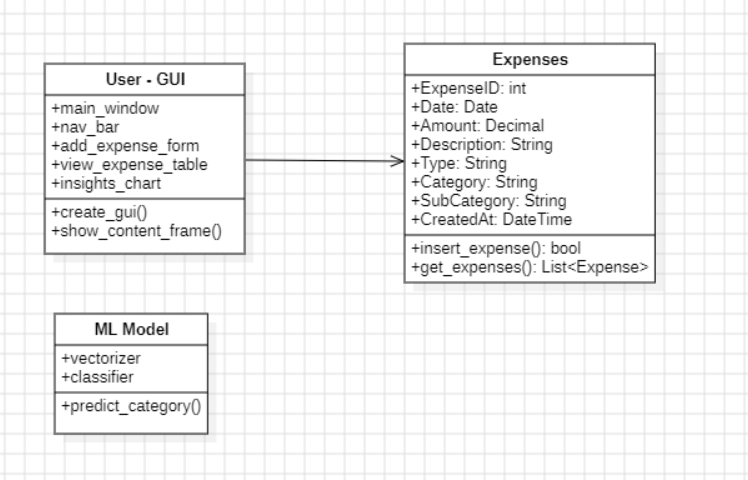 User - GUI
+main_window
+nav_bar
+add_expense_form
+view_expense_table
+insights_chart
+create_gui()
+show_content_frame()
Expenses
+ExpenseID: int
+Date: Date
+Amount: Decimal
+Description: String
+Type: String
+Category: String
+SubCategory: String
+CreatedAt: DateTime
+insert_expense(): bool
+get_expenses(): List<Expense>
ML Model
+vectorizer
+classifier
+predict_category()